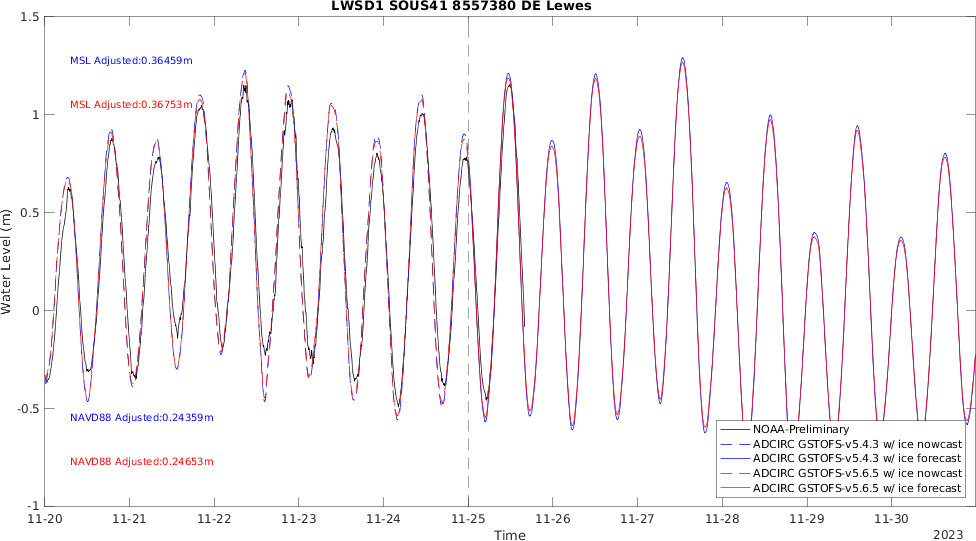 LWSD1 SOUS41 8557380 DE Lewes
1.5
1
0.5
0
-0.5
-1
Water Level (m)
MSL Adjusted:0.36459m
MSL Adjusted:0.36753m
NAVD88 Adjusted:0.24359m
NAVD88 Adjusted:0.24653m
NOAA-Preliminary
ADCIRC GSTOFS-v5.4.3 w/ ice nowcast
ADCIRC GSTOFS-v5.4.3 w/ ice forecast
ADCIRC GSTOFS-v5.6.5 w/ ice nowcast
ADCIRC GSTOFS-v5.6.5 w/ ice forecast
11-20 11-21 11-22 11-23 11-24 11-25 11-26 11-27 11-28 11-29 11-30
Time
2023